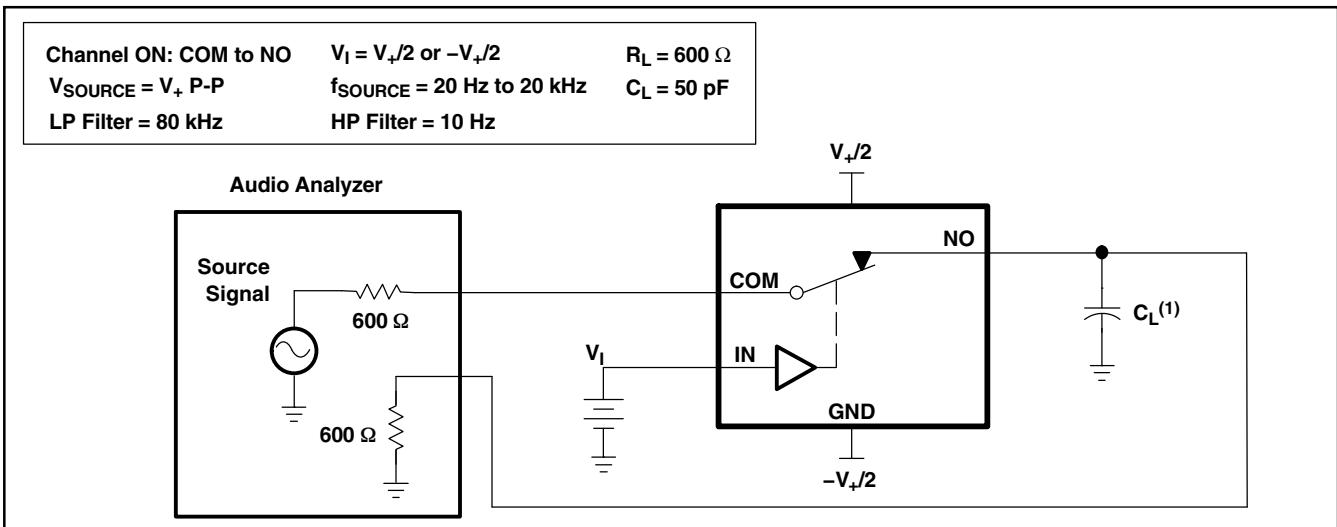 Channel ON: COM to NO V_I = V_+/2 or −V_+/2 R_L = 600 Ω
V_SOURCE = V_+ P-P f_SOURCE = 20 Hz to 20 kHz C_L = 50 pF
LP Filter = 80 kHz HP Filter = 10 Hz
V_+/2
Audio Analyzer
NO
Source
Signal
COM
600 Ω
C_L^(1)
V_I
IN
GND
600 Ω
−V_+/2